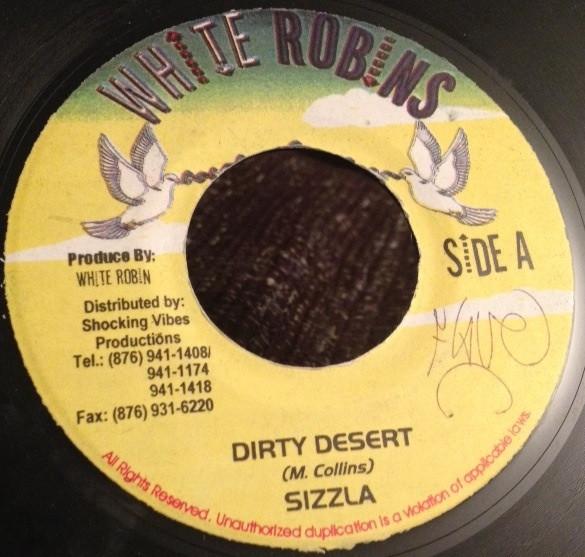 WHITE ROBINS
Produce By:
WHITE ROBIN
Distributed by:
Shocking Vibes
Productions
Tel.: (876) 941-1408/
941-1174
941-1418
Fax: (876) 931-6220
SIDE A
DIRTY DESERT
(M. Collins)
SIZZLA
All Rights Reserved. Unauthorized duplication is a violation of applicable laws.